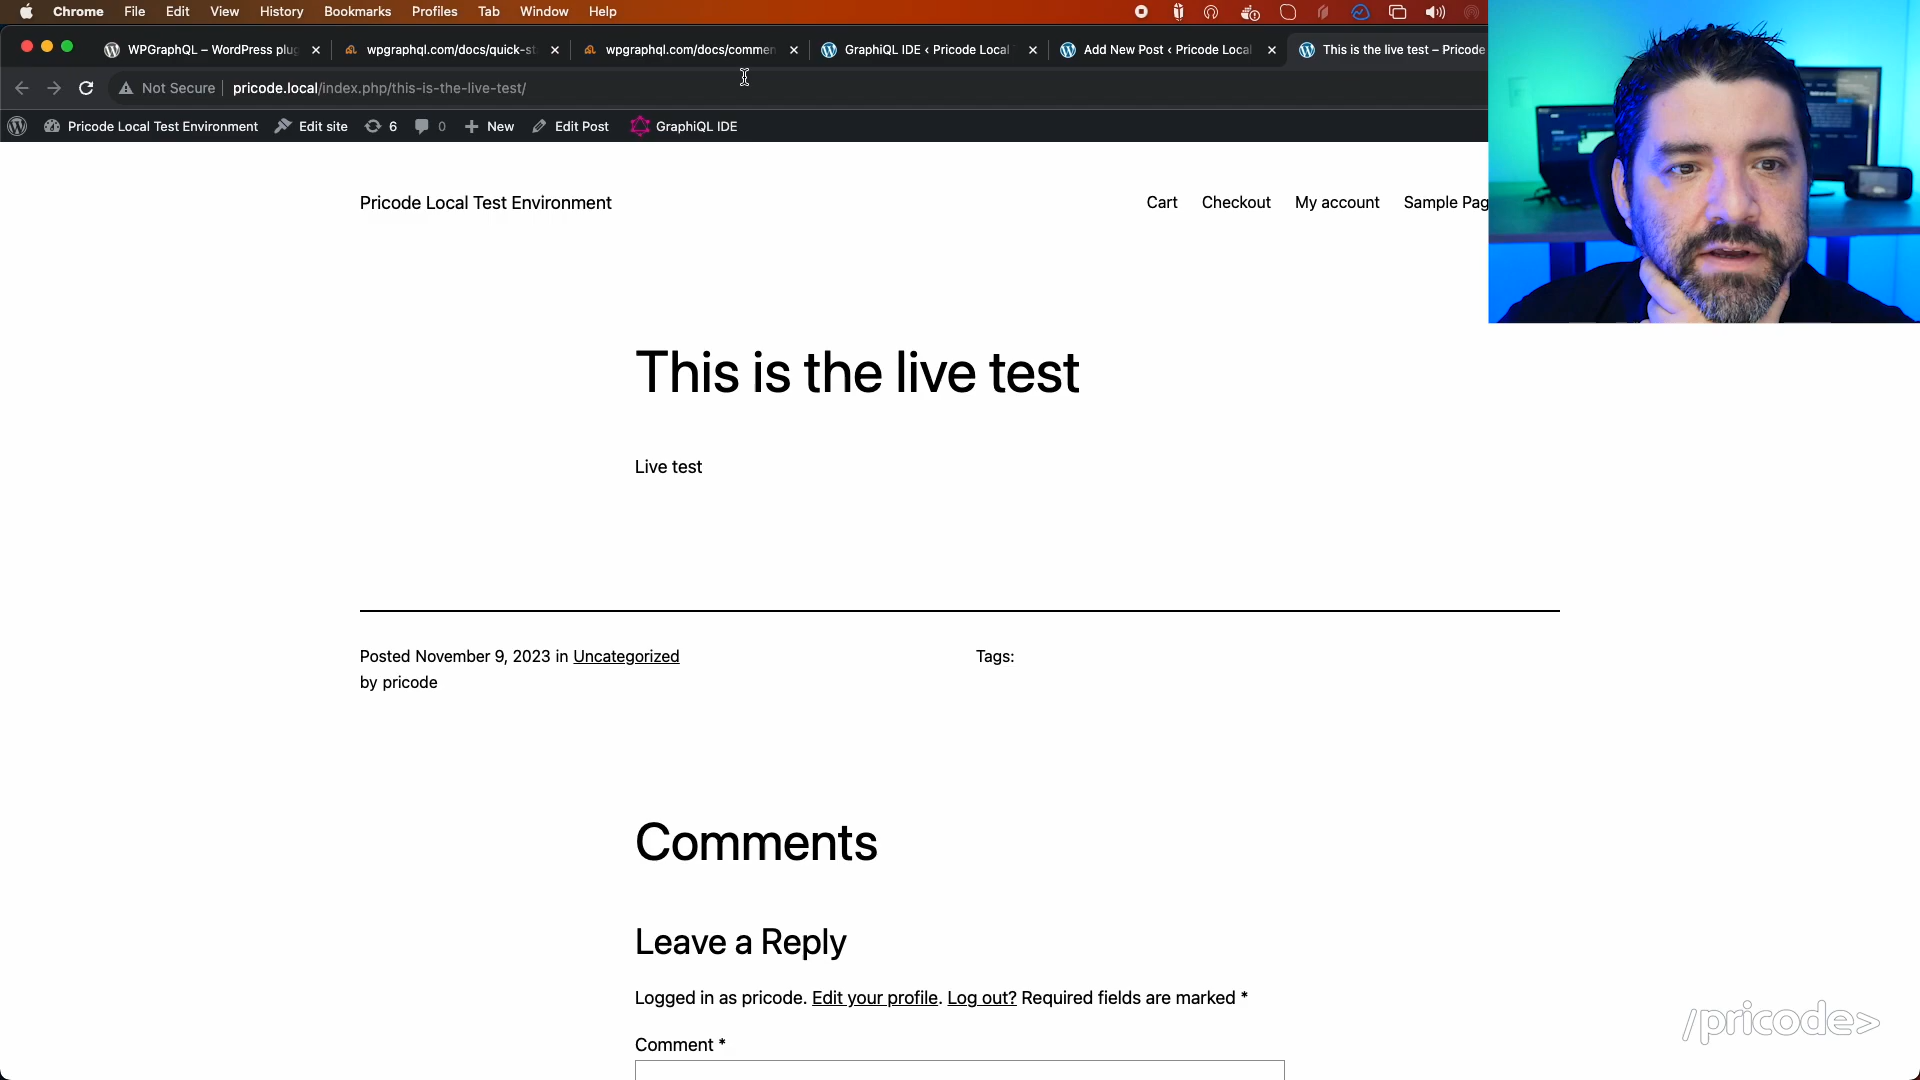 Chrome File Edit View History Bookmarks Profiles Tab Window Help
WPGraphQL – WordPress plug
wpgraphql.com/docs/quick-st
wpgraphql.com/docs/commen
GraphiQL IDE ‹ Pricode Local
Add New Post ‹ Pricode Local
This is the live test – Pricode
Not Secure pricode.local/index.php/this-is-the-live-test/
Pricode Local Test Environment Edit site 6 0 New Edit Post GraphiQL IDE
Pricode Local Test Environment
Cart Checkout My account Sample Pag
This is the live test
Live test
Posted November 9, 2023 in Uncategorized
by pricode
Tags:
Comments
Leave a Reply
Logged in as pricode. Edit your profile. Log out? Required fields are marked *
Comment *
/pricode>